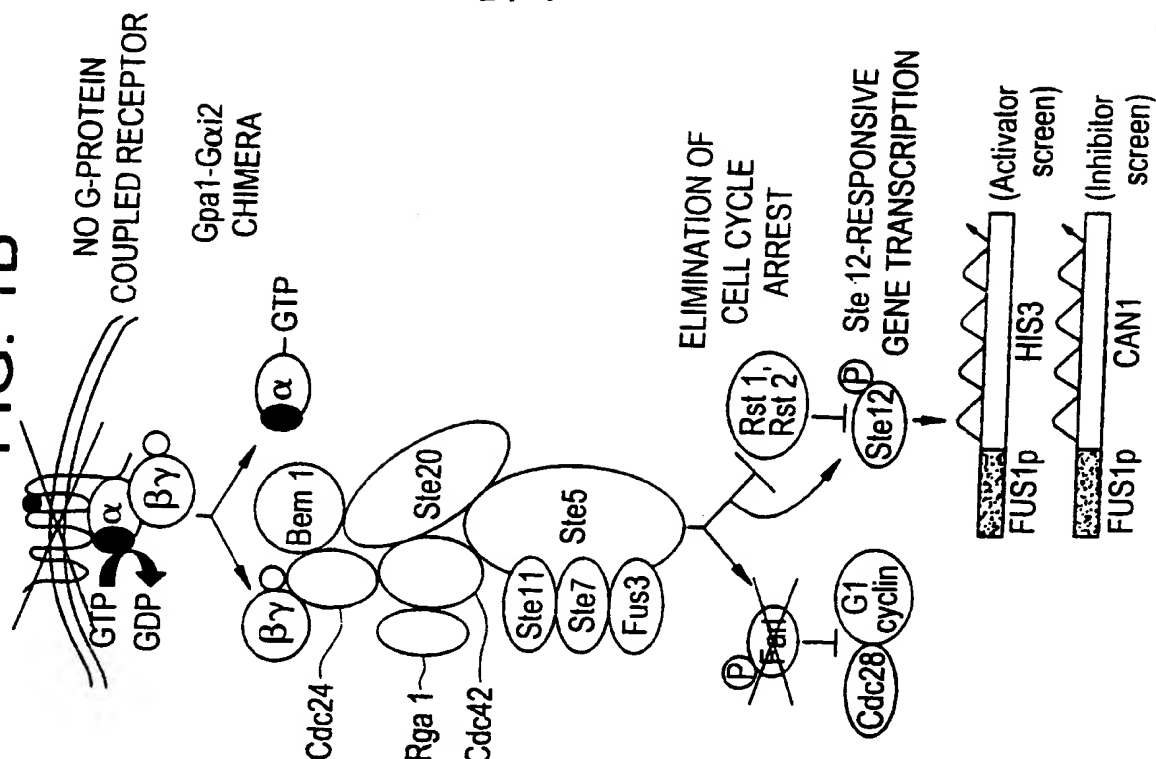 FIG. 1B
NO G-PROTEIN
COUPLED RECEPTOR
GTP
GDP
α
βγ
Gpa1-Gαi2
CHIMERA
α
GTP
βγ
Bem 1
Cdc24
Ste20
Rga 1
Cdc42
Ste5
Ste11
Ste7
Fus3
ELIMINATION OF
CELL CYCLE
ARREST
P
Far1
Rst 1,
Rst 2
G1
cyclin
Cdc28
P
Ste12
Ste 12-RESPONSIVE
GENE TRANSCRIPTION
FUS1p
HIS3
(Activator
screen)
FUS1p
CAN1
(Inhibitor
screen)